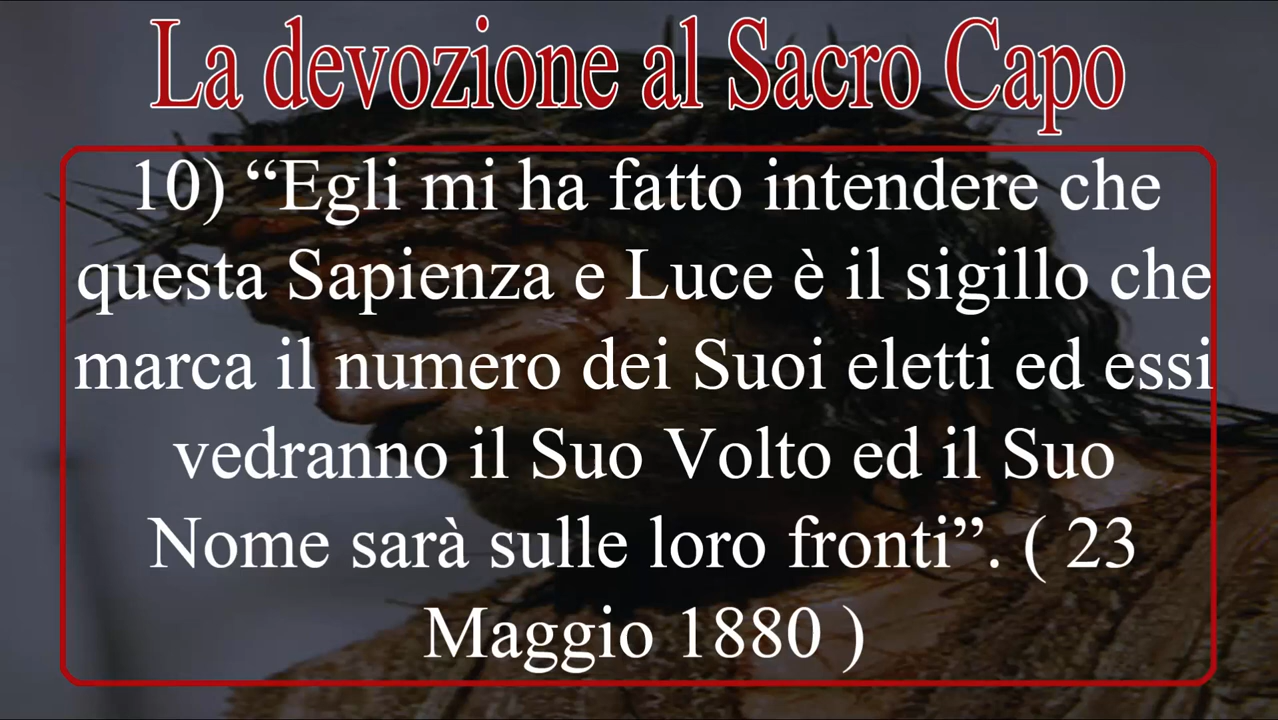 La devozione al Sacro Capo
10) “Egli mi ha fatto intendere che
questa Sapienza e Luce è il sigillo che
marca il numero dei Suoi eletti ed essi
vedranno il Suo Volto ed il Suo
Nome sarà sulle loro fronti”. ( 23
Maggio 1880 )